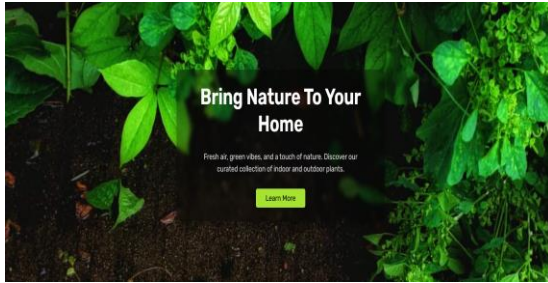 Bring Nature To Your
Home
Fresh air, green vibes, and a touch of nature. Discover our
curated collection of indoor and outdoor plants.
Learn More